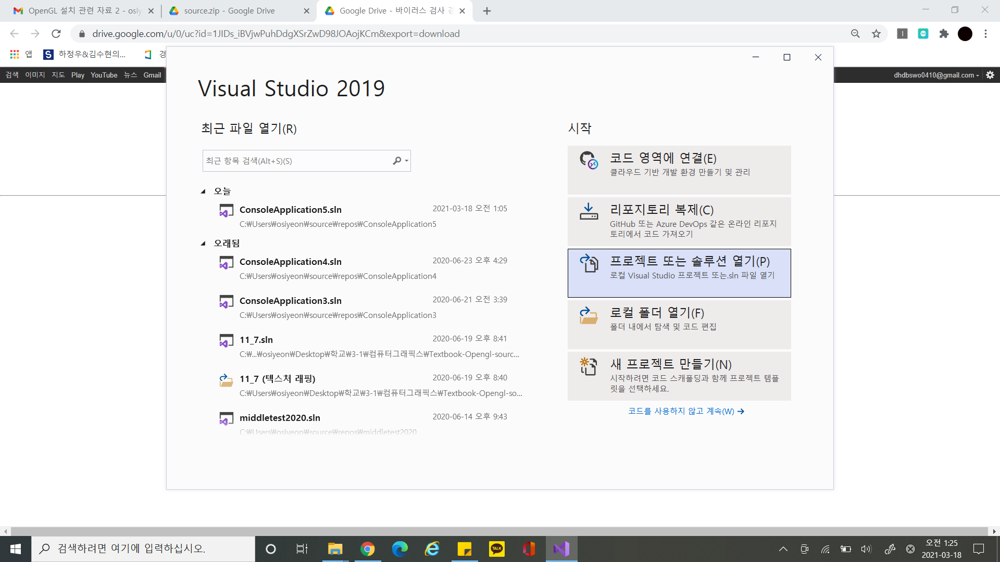 OpenGL 설치 관련 자료 2 - osiy
source.zip - Google Drive
Google Drive - 바이러스 검사 경
drive.google.com/u/0/uc?id=1JIDs_iBVjwPuhDdgXSrZwD98JOAojKCm&export=download
앱
S
하정우&김수현의...
경
검색 이미지 지도 Play YouTube 뉴스 Gmail
dhdbswo0410@gmail.com
Visual Studio 2019
최근 파일 열기(R)
최근 항목 검색(Alt+S)(S)
오늘
ConsoleApplication5.sln
2021-03-18 오전 1:05
C:₩Users₩osiyeon₩source₩repos₩ConsoleApplication5
오래됨
ConsoleApplication4.sln
2020-06-23 오후 4:29
C:₩Users₩osiyeon₩source₩repos₩ConsoleApplication4
ConsoleApplication3.sln
2020-06-21 오전 3:39
C:₩Users₩osiyeon₩source₩repos₩ConsoleApplication3
11_7.sln
2020-06-19 오후 8:41
C:₩...₩osiyeon₩Desktop₩학교₩3-1₩컴퓨터그래픽스₩Textbook-Opengl-sourc...
11_7 (텍스처 래핑)
2020-06-19 오후 8:40
C:₩Users₩osiyeon₩Desktop₩학교₩3-1₩컴퓨터그래픽스₩Textbook-Opengl-so...
middletest2020.sln
2020-06-14 오후 9:43
C:₩Users₩osiyeon₩source₩repos₩middletest2020
시작
코드 영역에 연결(E)
클라우드 기반 개발 환경 만들기 및 관리
리포지토리 복제(C)
GitHub 또는 Azure DevOps 같은 온라인 리포지
토리에서 코드 가져오기
프로젝트 또는 솔루션 열기(P)
로컬 Visual Studio 프로젝트 또는.sln 파일 열기
로컬 폴더 열기(F)
폴더 내에서 탐색 및 코드 편집
새 프로젝트 만들기(N)
시작하려면 코드 스캐폴딩과 함께 프로젝트 템플
릿을 선택하세요.
코드를 사용하지 않고 계속(W)
검색하려면 여기에 입력하십시오.
TALK
오전 1:25
2021-03-18